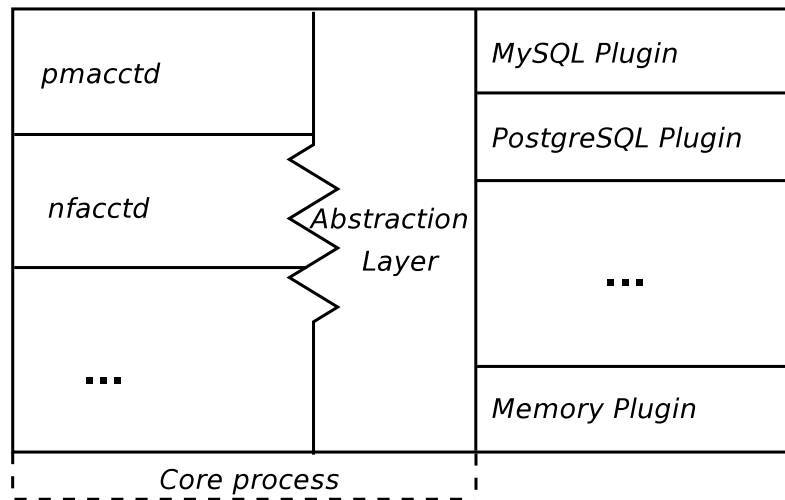 pmacctd
nfacctd
...
Abstraction
Layer
MySQL Plugin
PostgreSQL Plugin
...
Memory Plugin
Core process